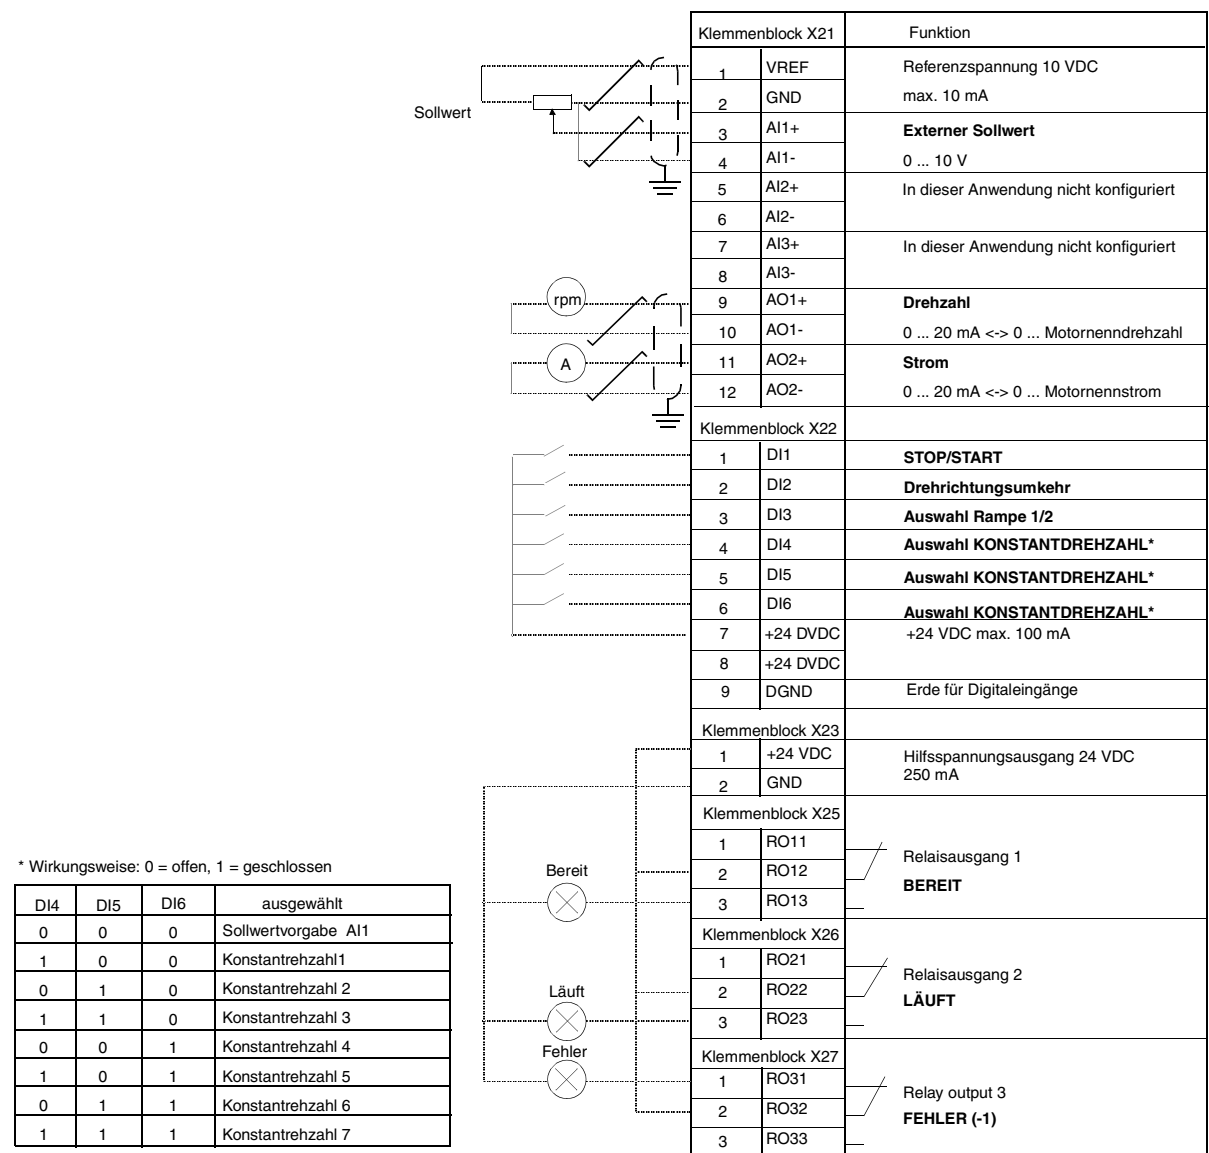 Klemmenblock X21 Funktion
1 VREF Referenzspannung 10 VDC
2 GND max. 10 mA
Sollwert
3 AI1+ Externer Sollwert
4 AI1- 0 ... 10 V
5 AI2+ In dieser Anwendung nicht konfiguriert
6 AI2-
7 AI3+ In dieser Anwendung nicht konfiguriert
8 AI3-
rpm 9 AO1+ Drehzahl
10 AO1- 0 ... 20 mA <-> 0 ... Motornenndrehzahl
A 11 AO2+ Strom
12 AO2- 0 ... 20 mA <-> 0 ... Motornennstrom
Klemmenblock X22
1 DI1 STOP/START
2 DI2 Drehrichtungsumkehr
3 DI3 Auswahl Rampe 1/2
4 DI4 Auswahl KONSTANTDREHZAHL*
5 DI5 Auswahl KONSTANTDREHZAHL*
6 DI6 Auswahl KONSTANTDREHZAHL*
7 +24 DVDC +24 VDC max. 100 mA
8 +24 DVDC
9 DGND Erde für Digitaleingänge
Klemmenblock X23
1 +24 VDC Hilfsspannungsausgang 24 VDC
250 mA
2 GND
Klemmenblock X25
1 RO11 Relaisausgang 1
Bereit 2 RO12 BEREIT
3 RO13
Klemmenblock X26
1 RO21 Relaisausgang 2
Läuft 2 RO22 LÄUFT
3 RO23
Fehler
Klemmenblock X27
1 RO31 Relay output 3
2 RO32 FEHLER (-1)
3 RO33
* Wirkungsweise: 0 = offen, 1 = geschlossen
DI4 DI5 DI6 ausgewählt
0 0 0 Sollwertvorgabe AI1
1 0 0 Konstantrehzahl1
0 1 0 Konstantrehzahl 2
1 1 0 Konstantrehzahl 3
0 0 1 Konstantrehzahl 4
1 0 1 Konstantrehzahl 5
0 1 1 Konstantrehzahl 6
1 1 1 Konstantrehzahl 7